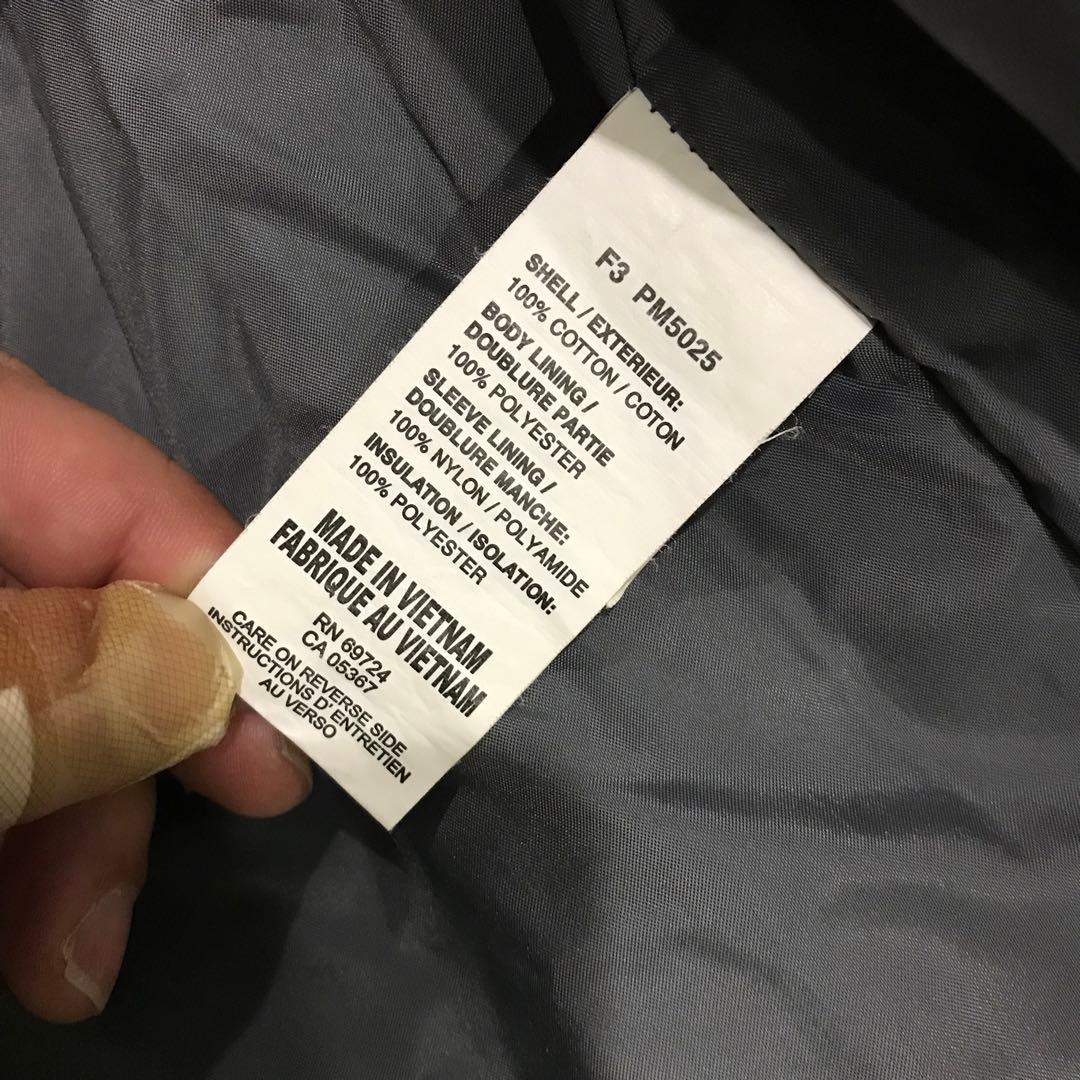 F3 PM5025
SHELL / EXTERIEUR:
100% COTTON / COTON
BODY LINING /
DOUBLURE PARTIE
100% POLYESTER
SLEEVE LINING /
DOUBLURE MANCHE:
100% NYLON / POLYAMIDE
INSULATION / ISOLATION:
100% POLYESTER
MADE IN VIETNAM
FABRIQUE AU VIETNAM
RN 69724
CA 05367
CARE ON REVERSE SIDE
INSTRUCTIONS D' ENTRETIEN
AU VERSO